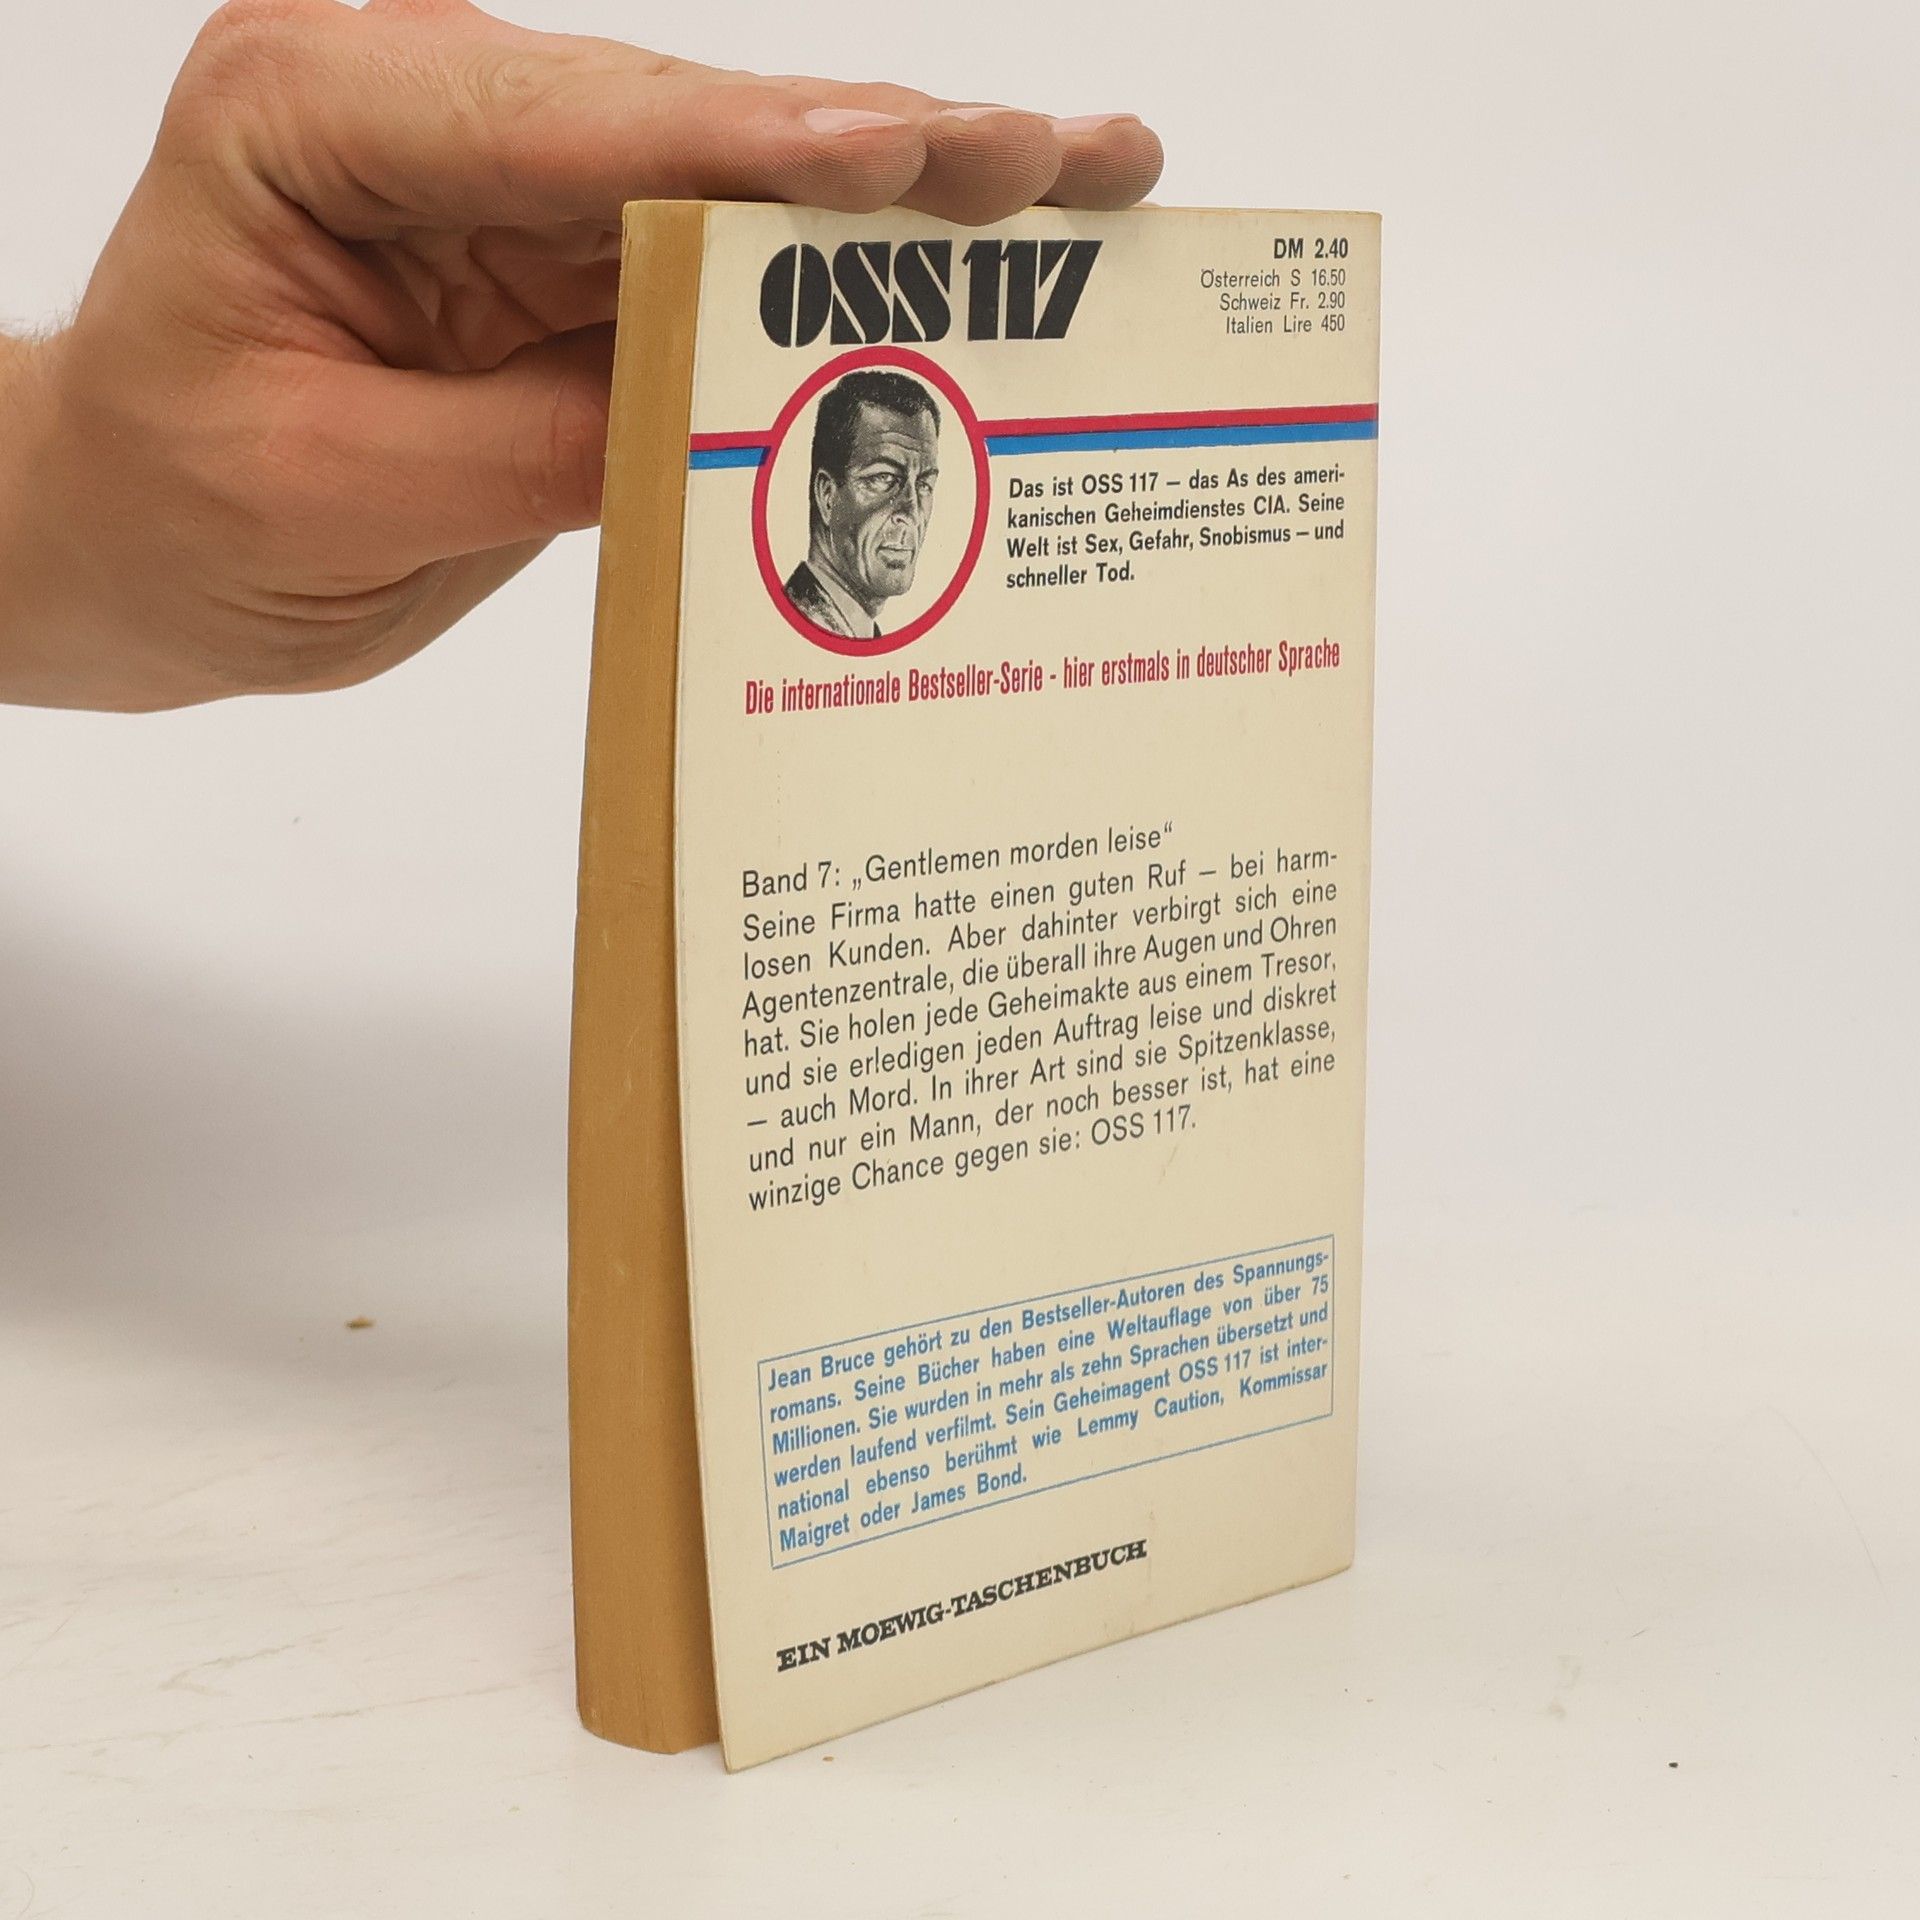 OSS 117
DM 2.40
Österreich S 16.50
Schweiz Fr. 2.90
Italien Lire 450
Das ist OSS 117 – das As des ameri-
kanischen Geheimdienstes CIA. Seine
Welt ist Sex, Gefahr, Snobismus – und
schneller Tod.
Die internationale Bestseller-Serie - hier erstmals in deutscher Sprache
Band 7: „Gentlemen morden leise“
Seine Firma hatte einen guten Ruf – bei harm-
losen Kunden. Aber dahinter verbirgt sich eine
Agentenzentrale, die überall ihre Augen und Ohren
hat. Sie holen jede Geheimakte aus einem Tresor,
und sie erledigen jeden Auftrag leise und diskret
– auch Mord. In ihrer Art sind sie Spitzenklasse,
und nur ein Mann, der noch besser ist, hat eine
winzige Chance gegen sie: OSS 117.
Jean Bruce gehört zu den Bestseller-Autoren des Spannungs-
romans. Seine Bücher haben eine Weltauflage von über 75
Millionen. Sie wurden in mehr als zehn Sprachen übersetzt und
werden laufend verfilmt. Sein Geheimagent OSS 117 ist inter-
national ebenso berühmt wie Lemmy Caution, Kommissar
Maigret oder James Bond.
EIN MOEWIG-TASCHENBUCH